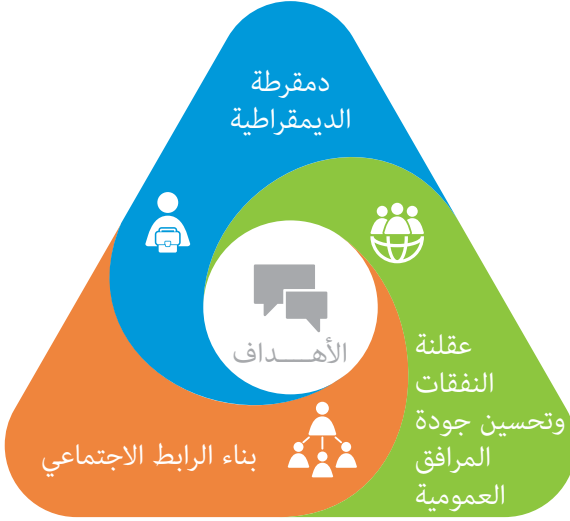 دمقرطة
الديمقراطية
الأهـــداف
عقلنة
النفقات
وتحسين جودة
المرافق
العمومية
بناء الرابط الاجتماعي